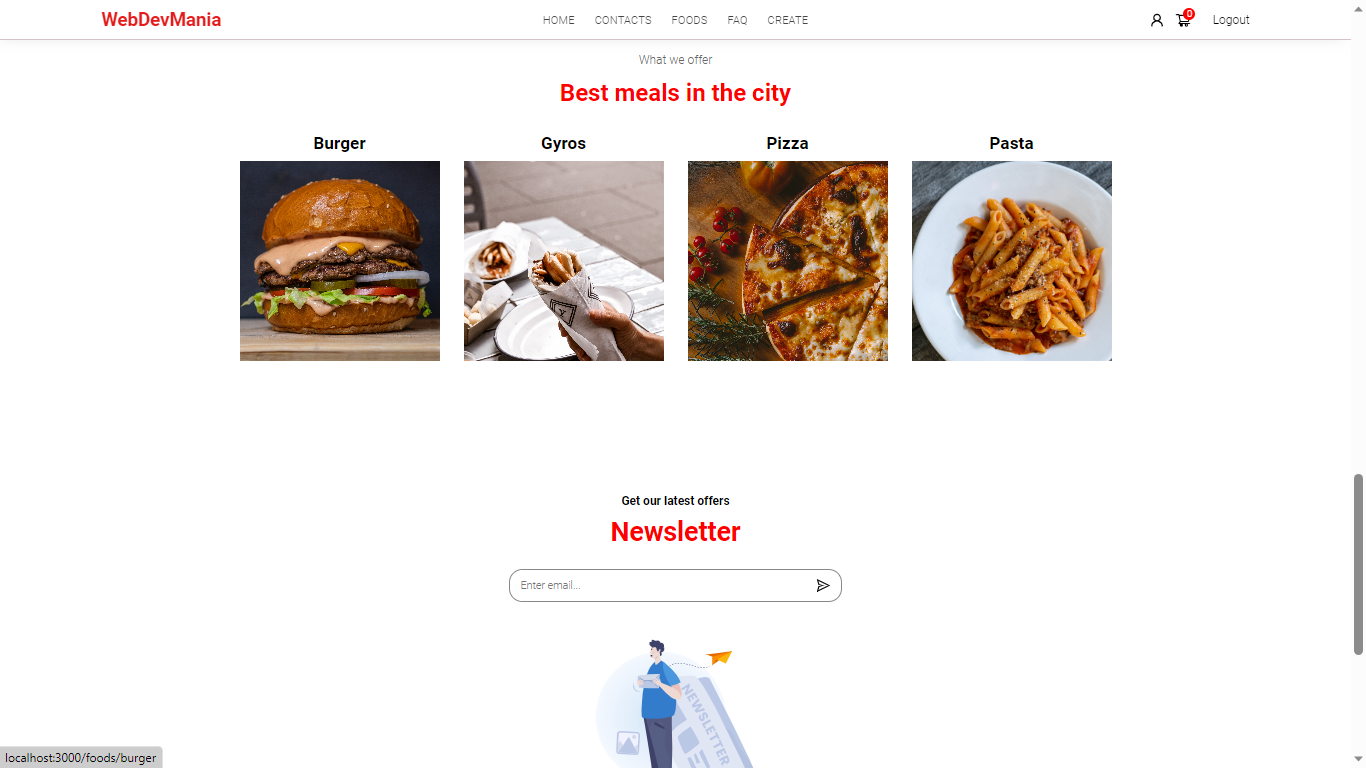 WebDevMania
HOME CONTACTS FOODS FAQ CREATE
0
Logout
What we offer
Best meals in the city
Burger Gyros Pizza Pasta
Y
Get our latest offers
Newsletter
Enter email...
NEWSLETTER
localhost:3000/foods/burger